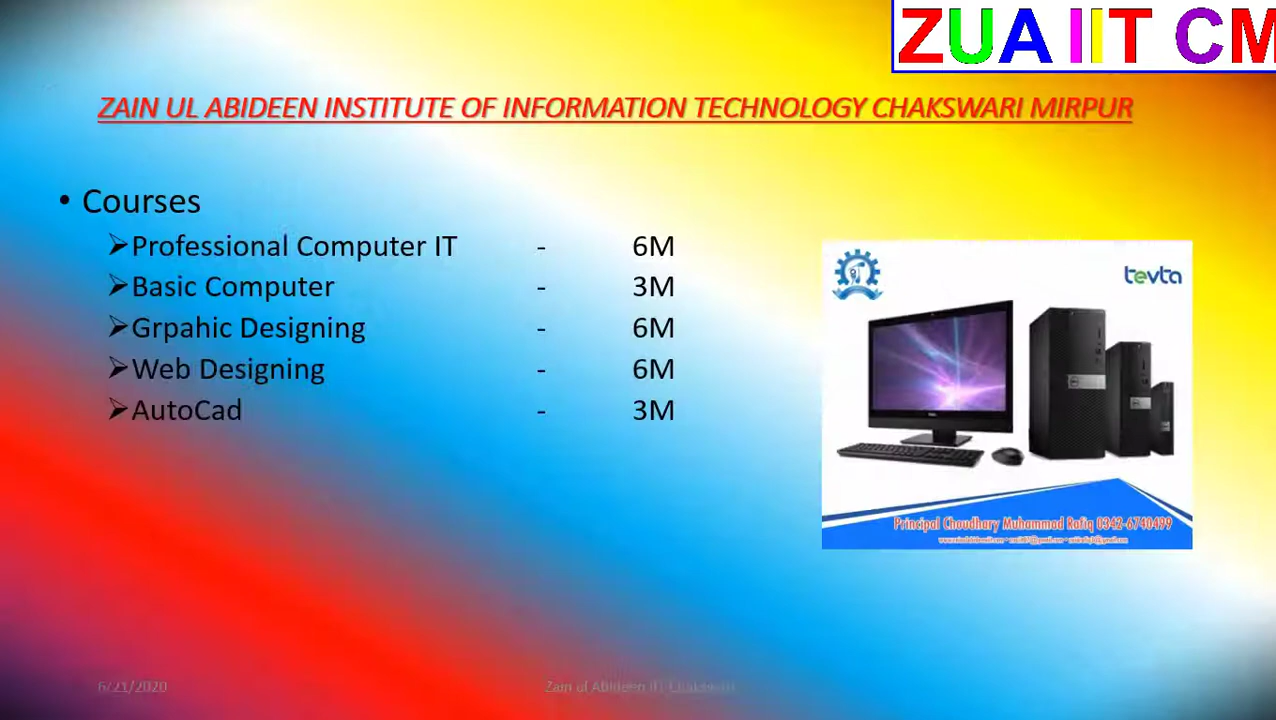 ZUA IIT CM
ZAIN UL ABIDEEN INSTITUTE OF INFORMATION TECHNOLOGY CHAKSWARI MIRPUR
• Courses
➢Professional Computer IT - 6M
➢Basic Computer - 3M
➢Grpahic Designing - 6M
➢Web Designing - 6M
➢AutoCad - 3M
tevta
Principal Choudhary Muhammad Rafiq 0342-6740499
6/21/2020
Zain ul Abideen IIT Chakswari